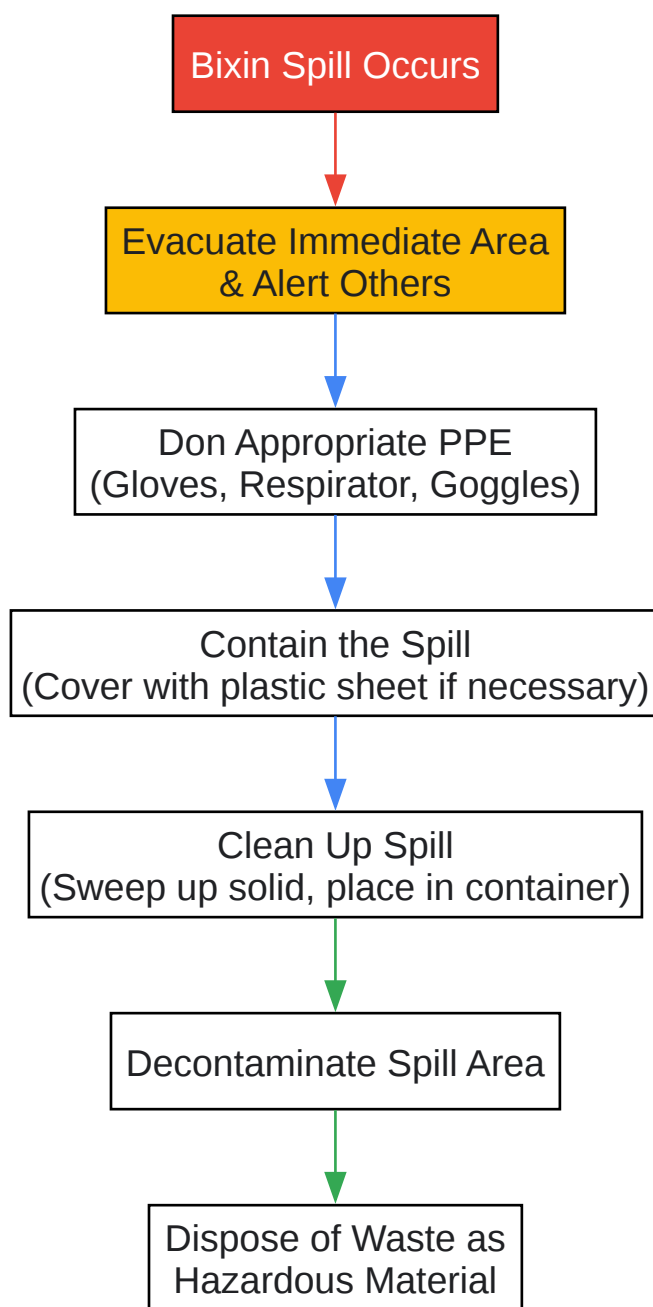 Bixin Spill Occurs
Evacuate Immediate Area
& Alert Others
Don Appropriate PPE
(Gloves, Respirator, Goggles)
Contain the Spill
(Cover with plastic sheet if necessary)
Clean Up Spill
(Sweep up solid, place in container)
Decontaminate Spill Area
Dispose of Waste as
Hazardous Material